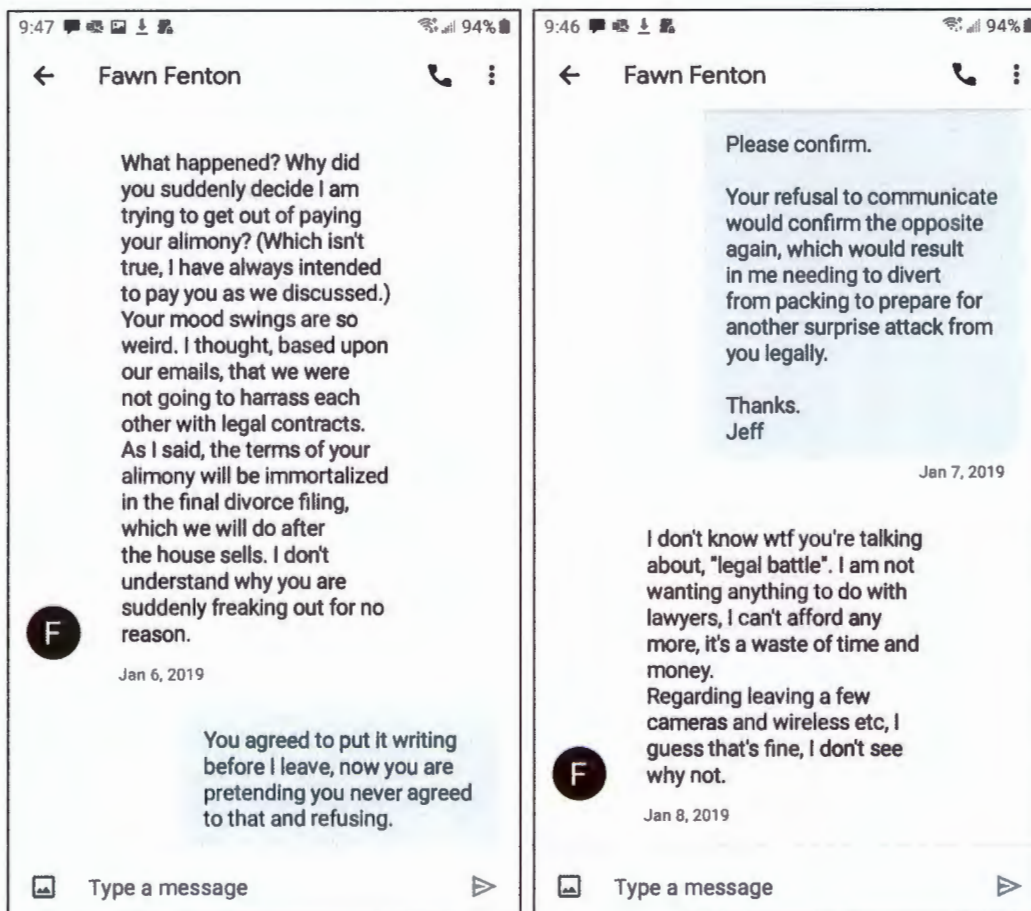 9:47 94%
Fawn Fenton
What happened? Why did
you suddenly decide I am
trying to get out of paying
your alimony? (Which isn't
true, I have always intended
to pay you as we discussed.)
Your mood swings are so
weird. I thought, based upon
our emails, that we were
not going to harrass each
other with legal contracts.
As I said, the terms of your
alimony will be immortalized
in the final divorce filing,
which we will do after
the house sells. I don't
understand why you are
suddenly freaking out for no
reason.
F
Jan 6, 2019
You agreed to put it writing
before I leave, now you are
pretending you never agreed
to that and refusing.
Type a message
9:46 94%
Fawn Fenton
Please confirm.
Your refusal to communicate
would confirm the opposite
again, which would result
in me needing to divert
from packing to prepare for
another surprise attack from
you legally.
Thanks.
Jeff
Jan 7, 2019
I don't know wtf you're talking
about, "legal battle". I am not
wanting anything to do with
lawyers, I can't afford any
more, it's a waste of time and
money.
Regarding leaving a few
cameras and wireless etc, I
guess that's fine, I don't see
why not.
F
Jan 8, 2019
Type a message